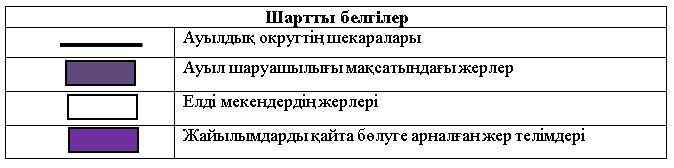 Шартты белгілер
Ауылдық округтің шекаралары
Ауыл шаруашылығы мақсатындағы жерлер
Елді мекендердің жерлері
Жайылымдарды қайта бөлуге арналған жер телімдері